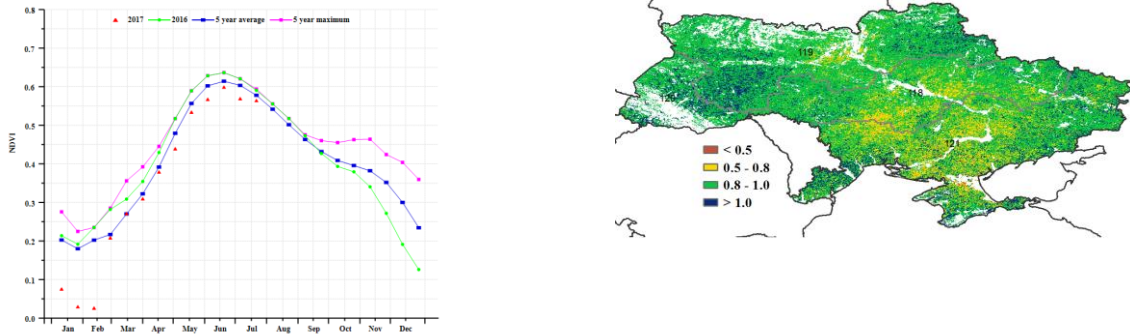 2017 2016 5 year average 5 year maximum
0.8
0.7
0.6
0.5
0.4
0.3
0.2
0.1
0.0
NDVI
Jan Feb Mar Apr May Jun Jul Aug Sep Oct Nov Dec
119
118
121
< 0.5
0.5 - 0.8
0.8 - 1.0
> 1.0